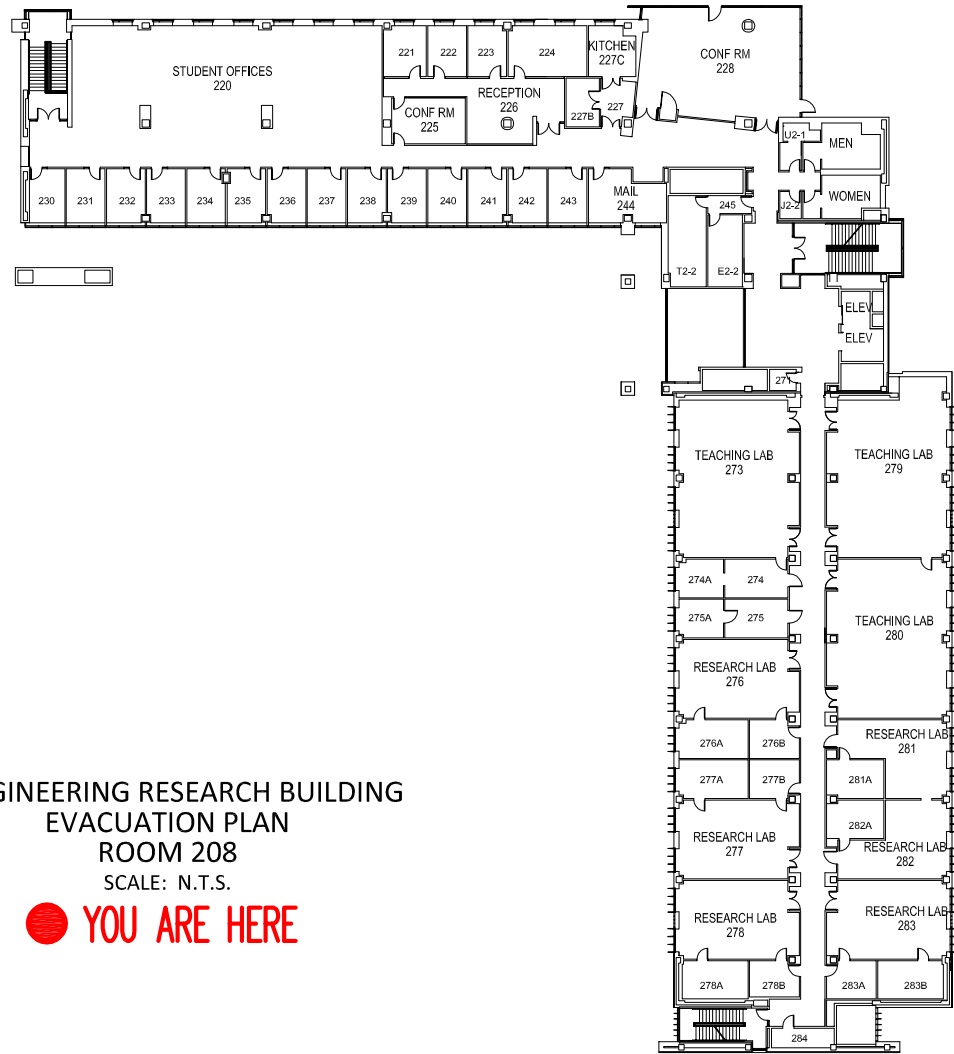 221
222
223
224
KITCHEN
227C
CONF RM
228
STUDENT OFFICES
220
RECEPTION
226
CONF RM
225
227B
227
U2-1
MEN
230
231
232
233
234
235
236
237
238
239
240
241
242
243
MAIL
244
245
J2-2
WOMEN
T2-2
E2-2
ELEV
ELEV
271
TEACHING LAB
273
TEACHING LAB
279
274A
274
275A
275
TEACHING LAB
280
RESEARCH LAB
276
276A
276B
RESEARCH LAB
281
277A
277B
281A
282A
RESEARCH LAB
277
RESEARCH LAB
282
RESEARCH LAB
278
RESEARCH LAB
283
278A
278B
283A
283B
284
GINEERING RESEARCH BUILDING
EVACUATION PLAN
ROOM 208
SCALE: N.T.S.
YOU ARE HERE